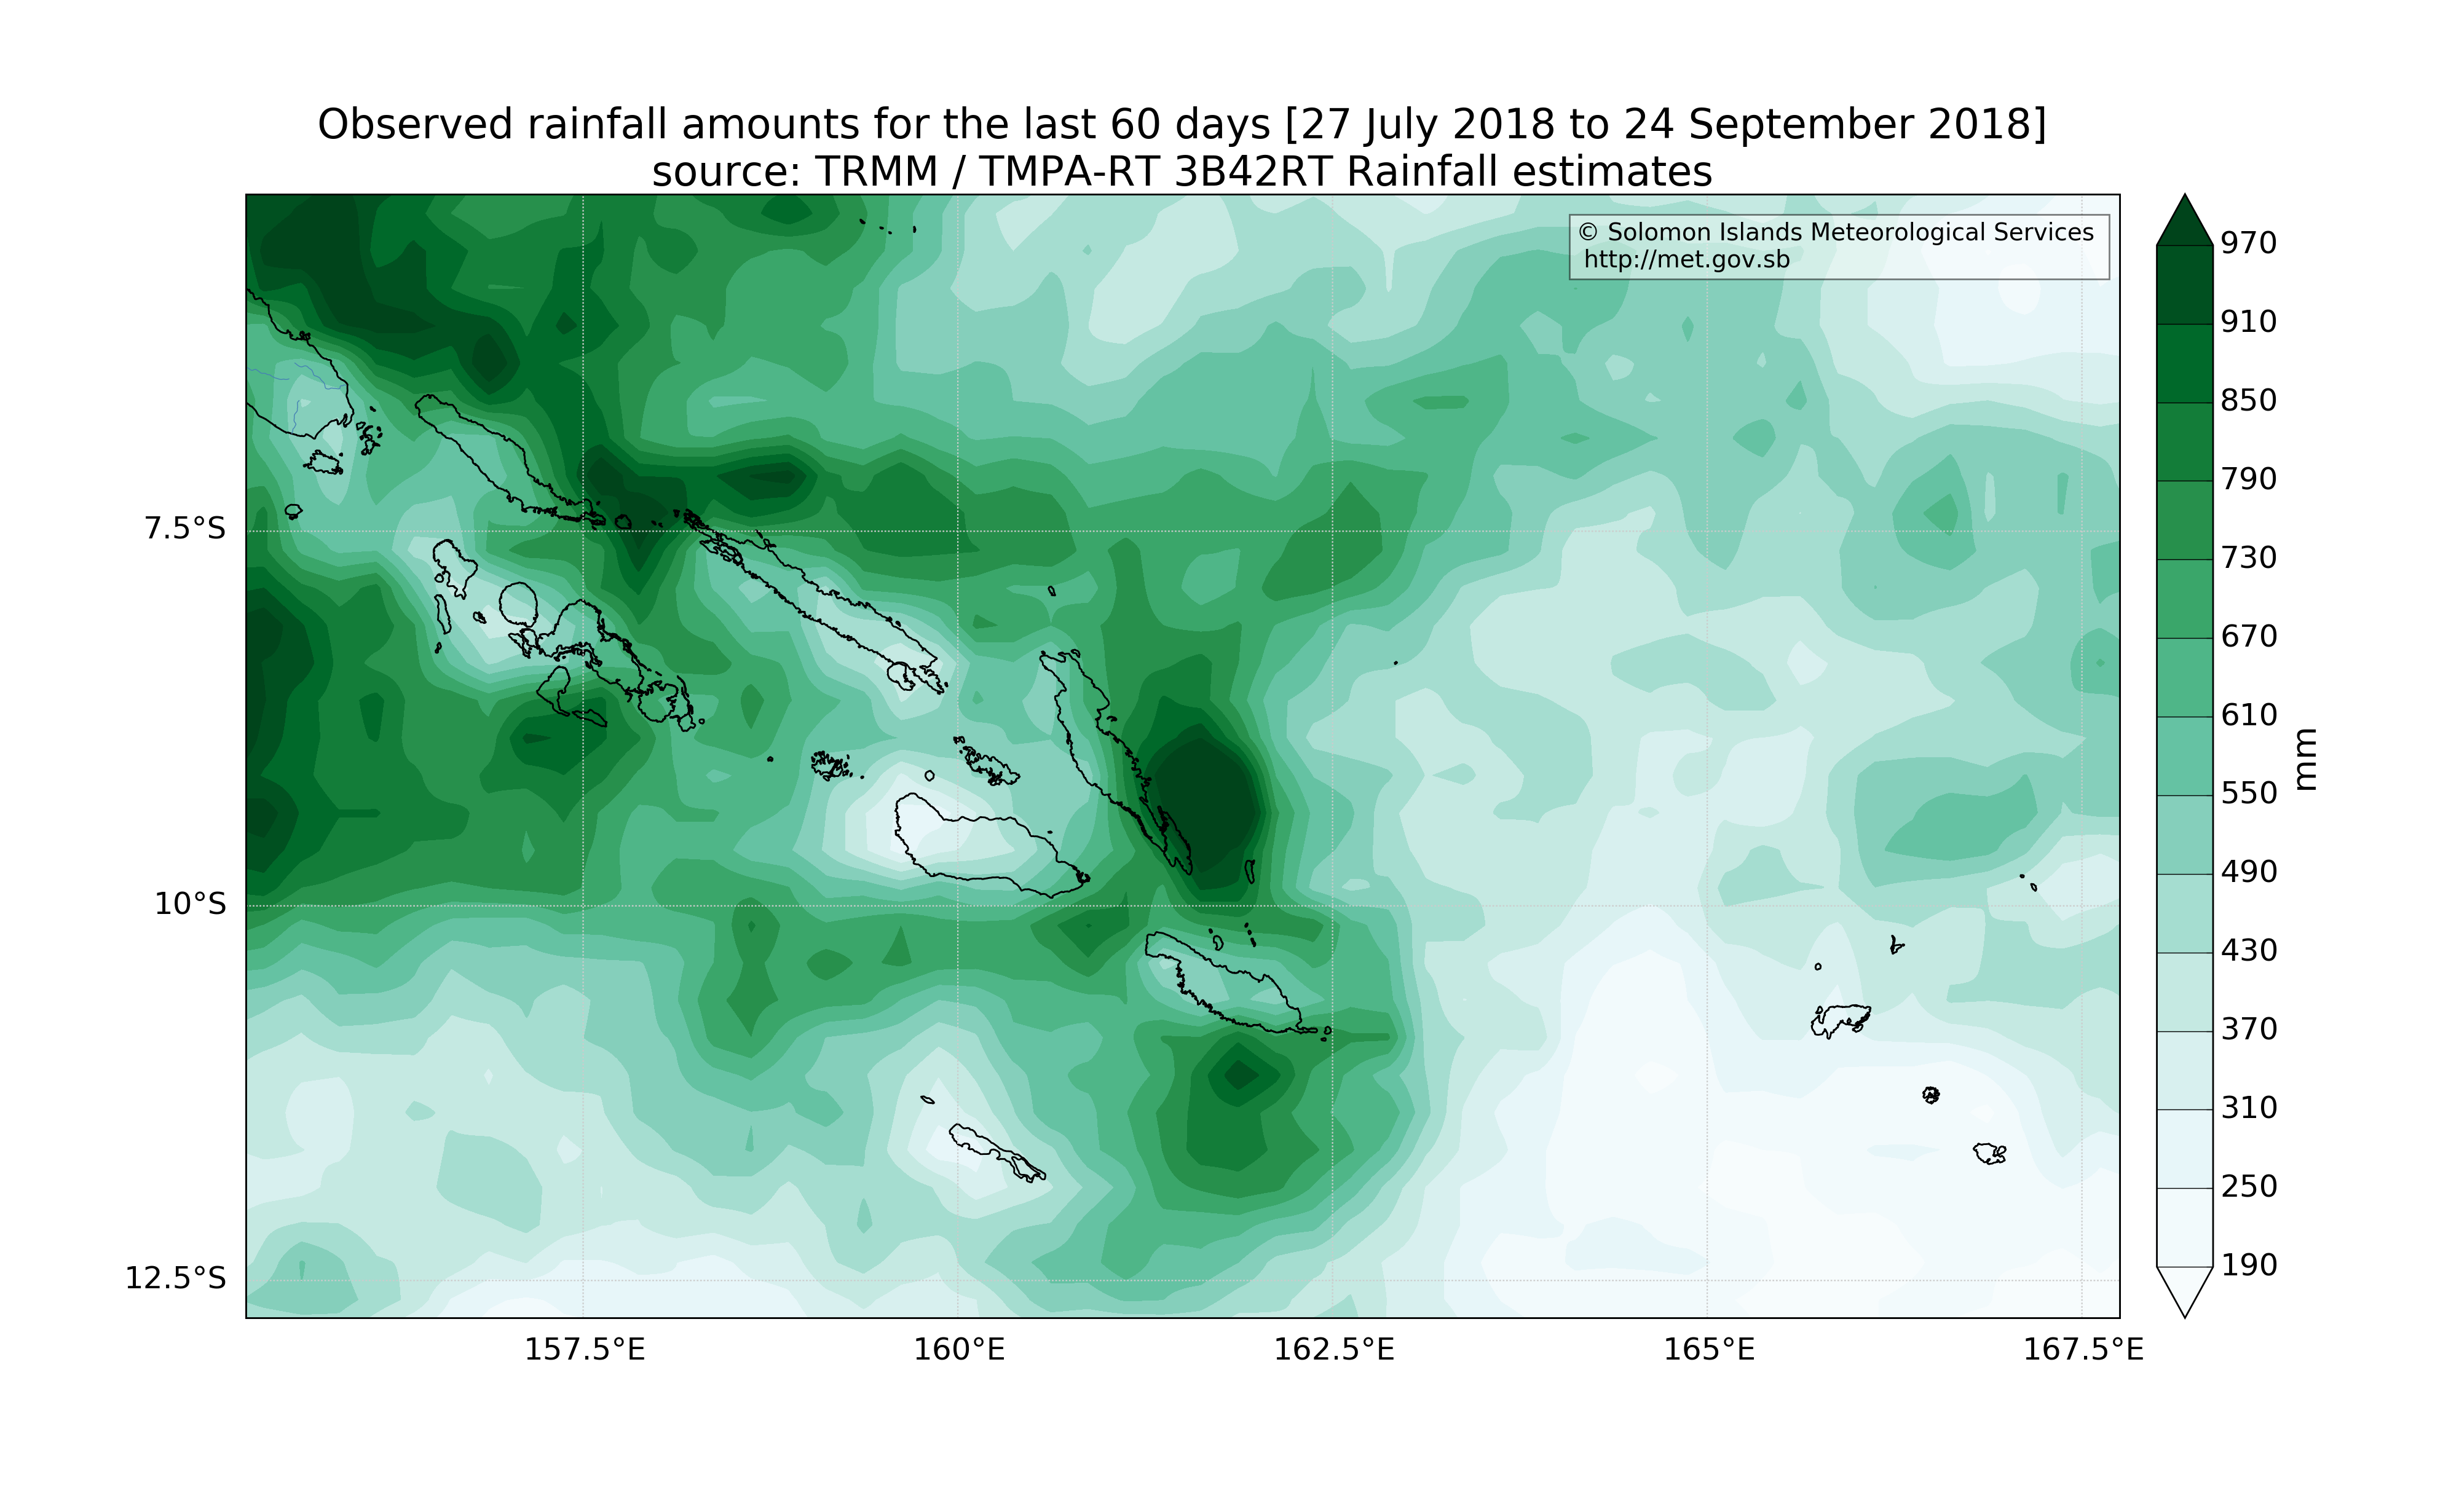 Observed rainfall amounts for the last 60 days [27 July 2018 to 24 September 2018]
source: TRMM / TMPA-RT 3B42RT Rainfall estimates
© Solomon Islands Meteorological Services
http://met.gov.sb
7.5°S
10°S
12.5°S
157.5°E
160°E
162.5°E
165°E
167.5°E
970
910
850
790
730
670
610
550
490
430
370
310
250
190
mm